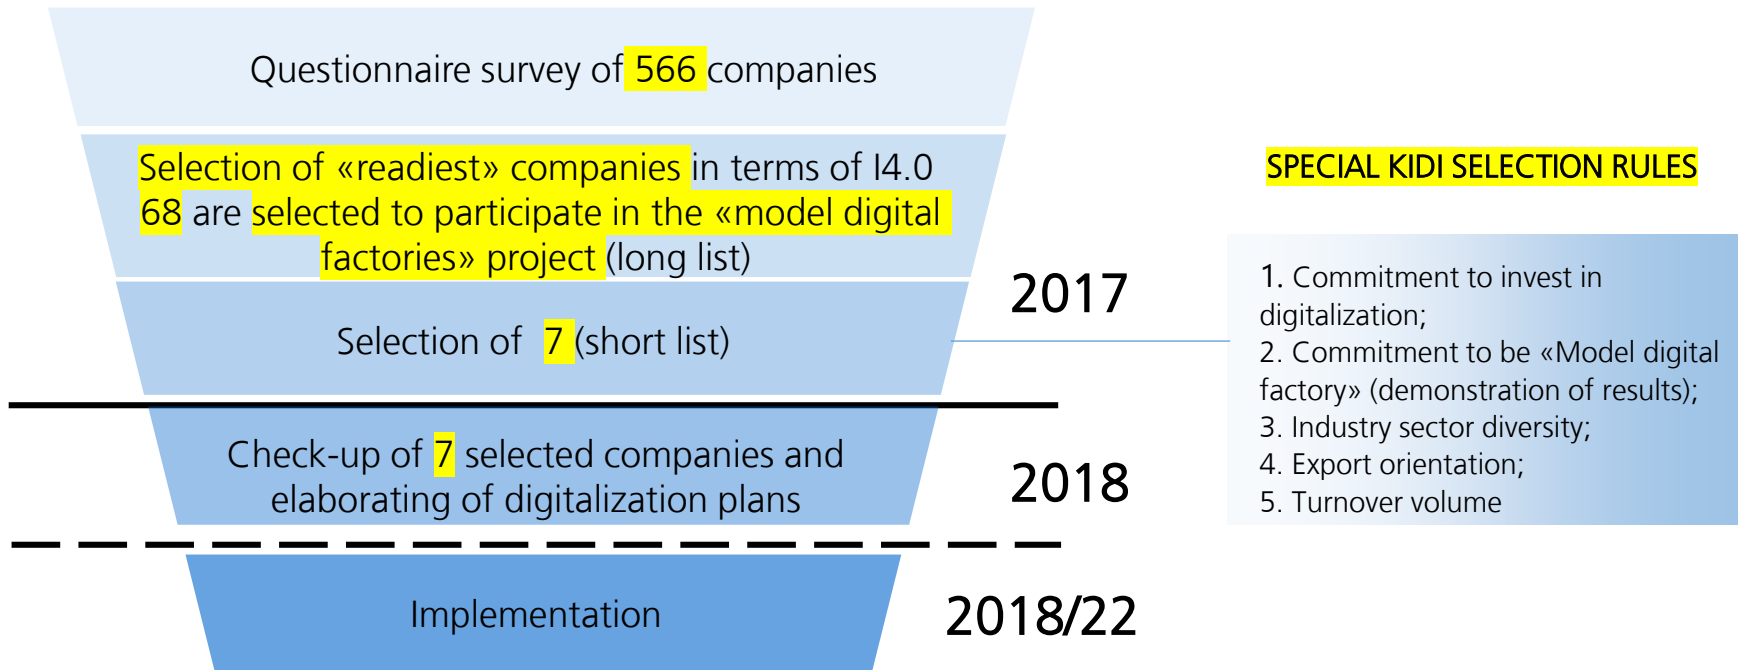 Questionnaire survey of 566 companies
Selection of «readiest» companies in terms of I4.0
68 are selected to participate in the «model digital
factories» project (long list)
Selection of 7 (short list)
2017
Check-up of 7 selected companies and
elaborating of digitalization plans
2018
Implementation
2018/22
SPECIAL KIDI SELECTION RULES
1. Commitment to invest in
digitalization;
2. Commitment to be «Model digital
factory» (demonstration of results);
3. Industry sector diversity;
4. Export orientation;
5. Turnover volume